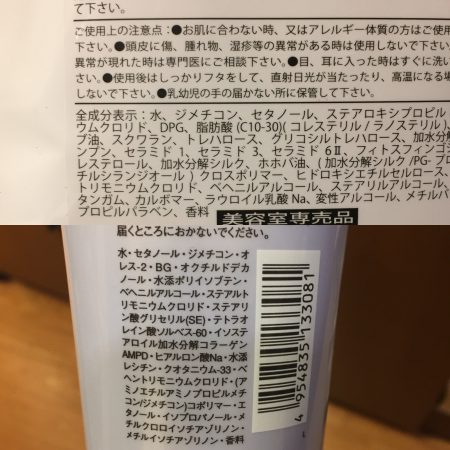 て下さい。
ご使用上の注意点：●お肌に合わない時、又はアレルギー体質の方はご使用
下さい。●頭皮に傷、腫れ物、湿疹等の異常がある時は使用しないで下さい
異常が現れた時は専門医にご相談下さい。●目、耳に入った時はすぐに洗い
い。●使用後はしっかりフタをして、直射日光が当たったり、高温になる場
しないで下さい。●乳幼児の手の届かない所に保管して下さい。
全成分表示：水、ジメチコン、セタノール、ステアロキシプロピル
ウムクロリド、DPG、脂肪酸 (C10-30)( コレステリル / ラノステリル )、
ブ油、スクワラン、トレハロース、グリコシルトレハロース、加水分解
ンプン、セラミド 1、セラミド 3、セラミド 6Ⅱ、フィトスフィンゴシ
レステロール、加水分解シルク、ホホバ油、( 加水分解シルク /PG- プロ
チルシランジオール ) クロスポリマー、ヒドロキシエチルセルロース、
トリモニウムクロリド、ベヘニルアルコール、ステアリルアルコール、
タンガム、カルボマー、ラウロイル乳酸 Na、変性アルコール、メチルパ
プロピルパラベン、香料
美容室専売品
届くところにおかないでください。
水・セタノール・ジメチコン・オ
レス-2・BG・オクチルドデカ
ノール・水添ポリイソブテン・
ベヘニルアルコール・ステアルト
リモニウムクロリド・ステアリ
ン酸グリセリル(SE)・テトラオ
レイン酸ソルベス-60・イソステ
アロイル加水分解コラーゲン
AMPD・ヒアルロン酸Na・水添
レシチン・クオタニウム-33・ベ
ヘントリモニウムクロリド・(ア
ミノエチルアミノプロピルメチ
コン/ジメチコン)コポリマー・エ
タノール・イソプロパノール・メ
チルクロロイソチアゾリノン・
メチルイソチアゾリノン・香料
4 954835 133081